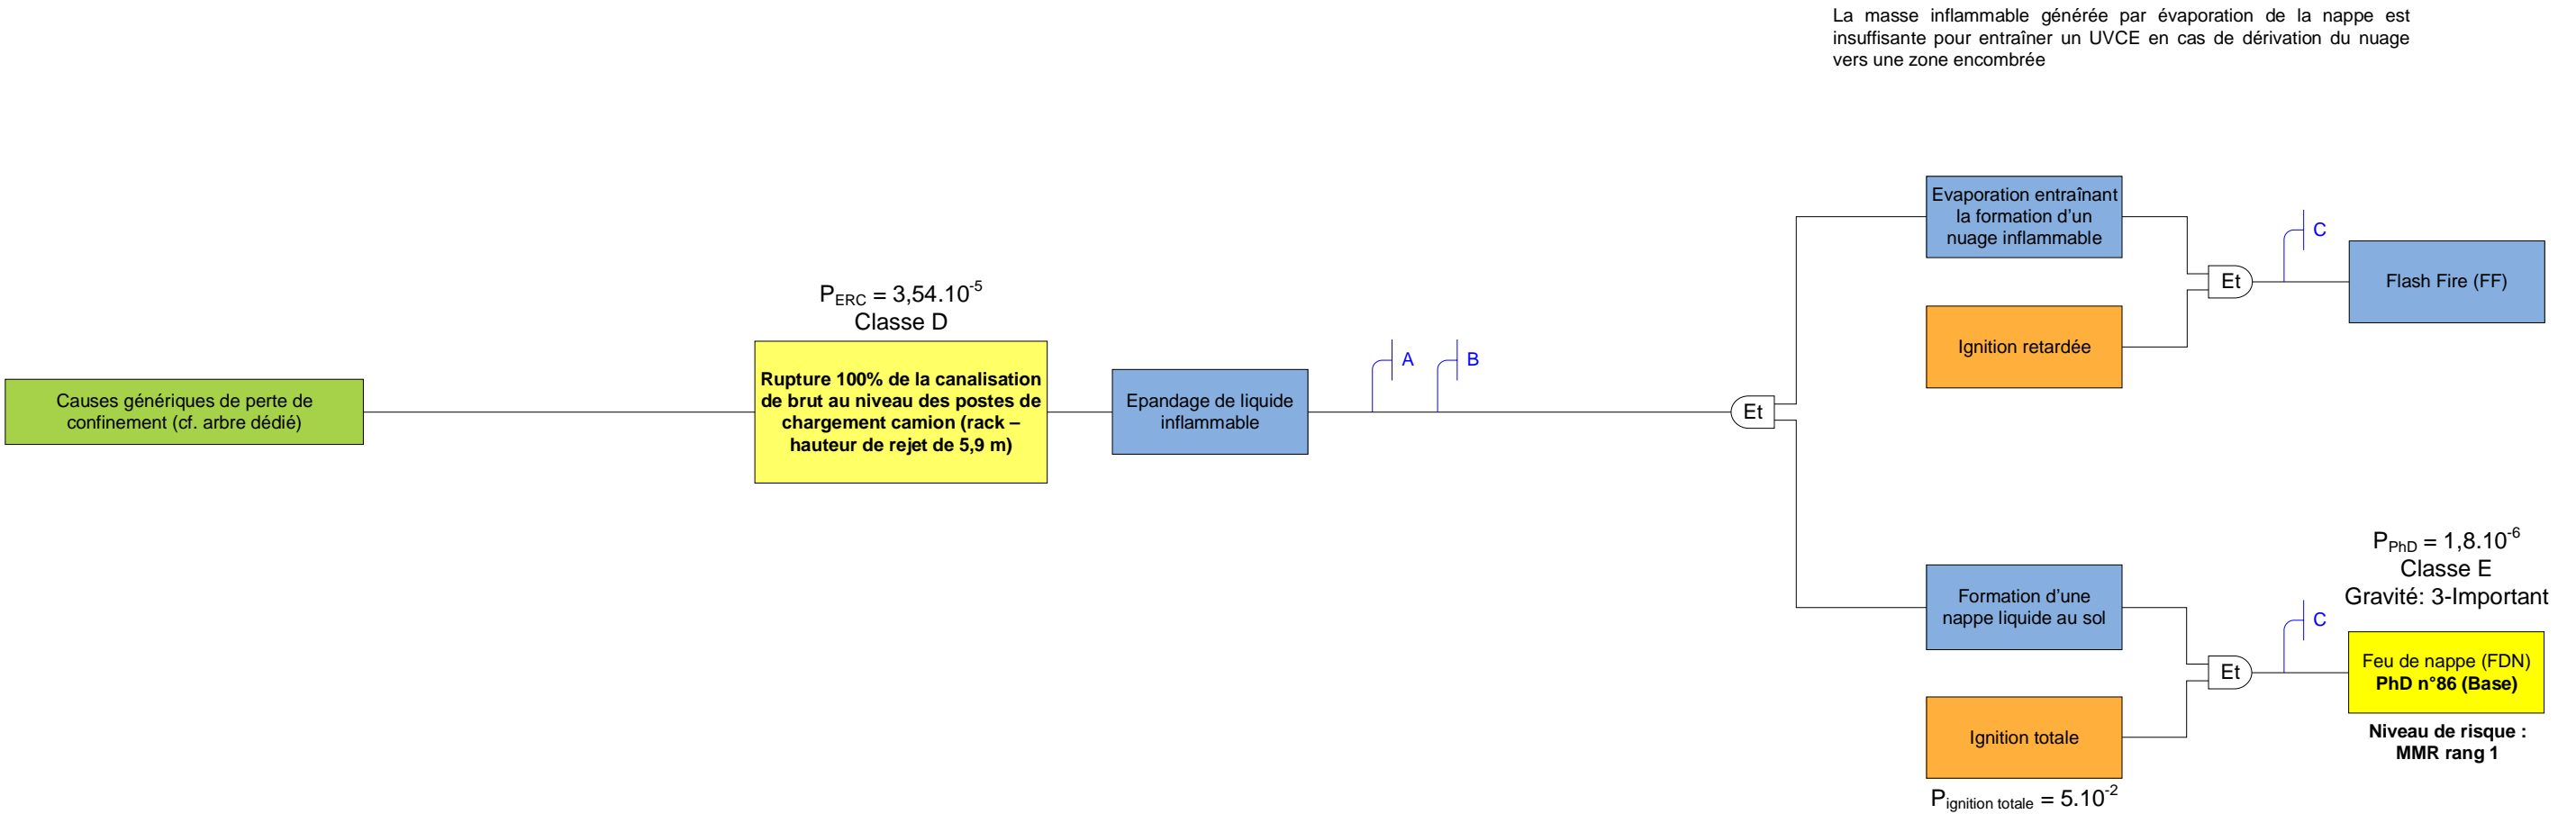 La masse inflammable générée par évaporation de la nappe est
insuffisante pour entraîner un UVCE en cas de dérivation du nuage
vers une zone encombrée
Evaporation entraînant
la formation d'un
nuage inflammable
C
Et
Flash Fire (FF)
P_ERC = 3,54.10^-5
Classe D
Ignition retardée
Rupture 100% de la canalisation
de brut au niveau des postes de
chargement camion (rack –
hauteur de rejet de 5,9 m)
A
B
Causes génériques de perte de
confinement (cf. arbre dédié)
Epandage de liquide
inflammable
Et
P_PhD = 1,8.10^-6
Classe E
Gravité: 3-Important
Formation d'une
nappe liquide au sol
C
Et
Feu de nappe (FDN)
PhD n°86 (Base)
Niveau de risque :
MMR rang 1
Ignition totale
P_ignition totale = 5.10^-2